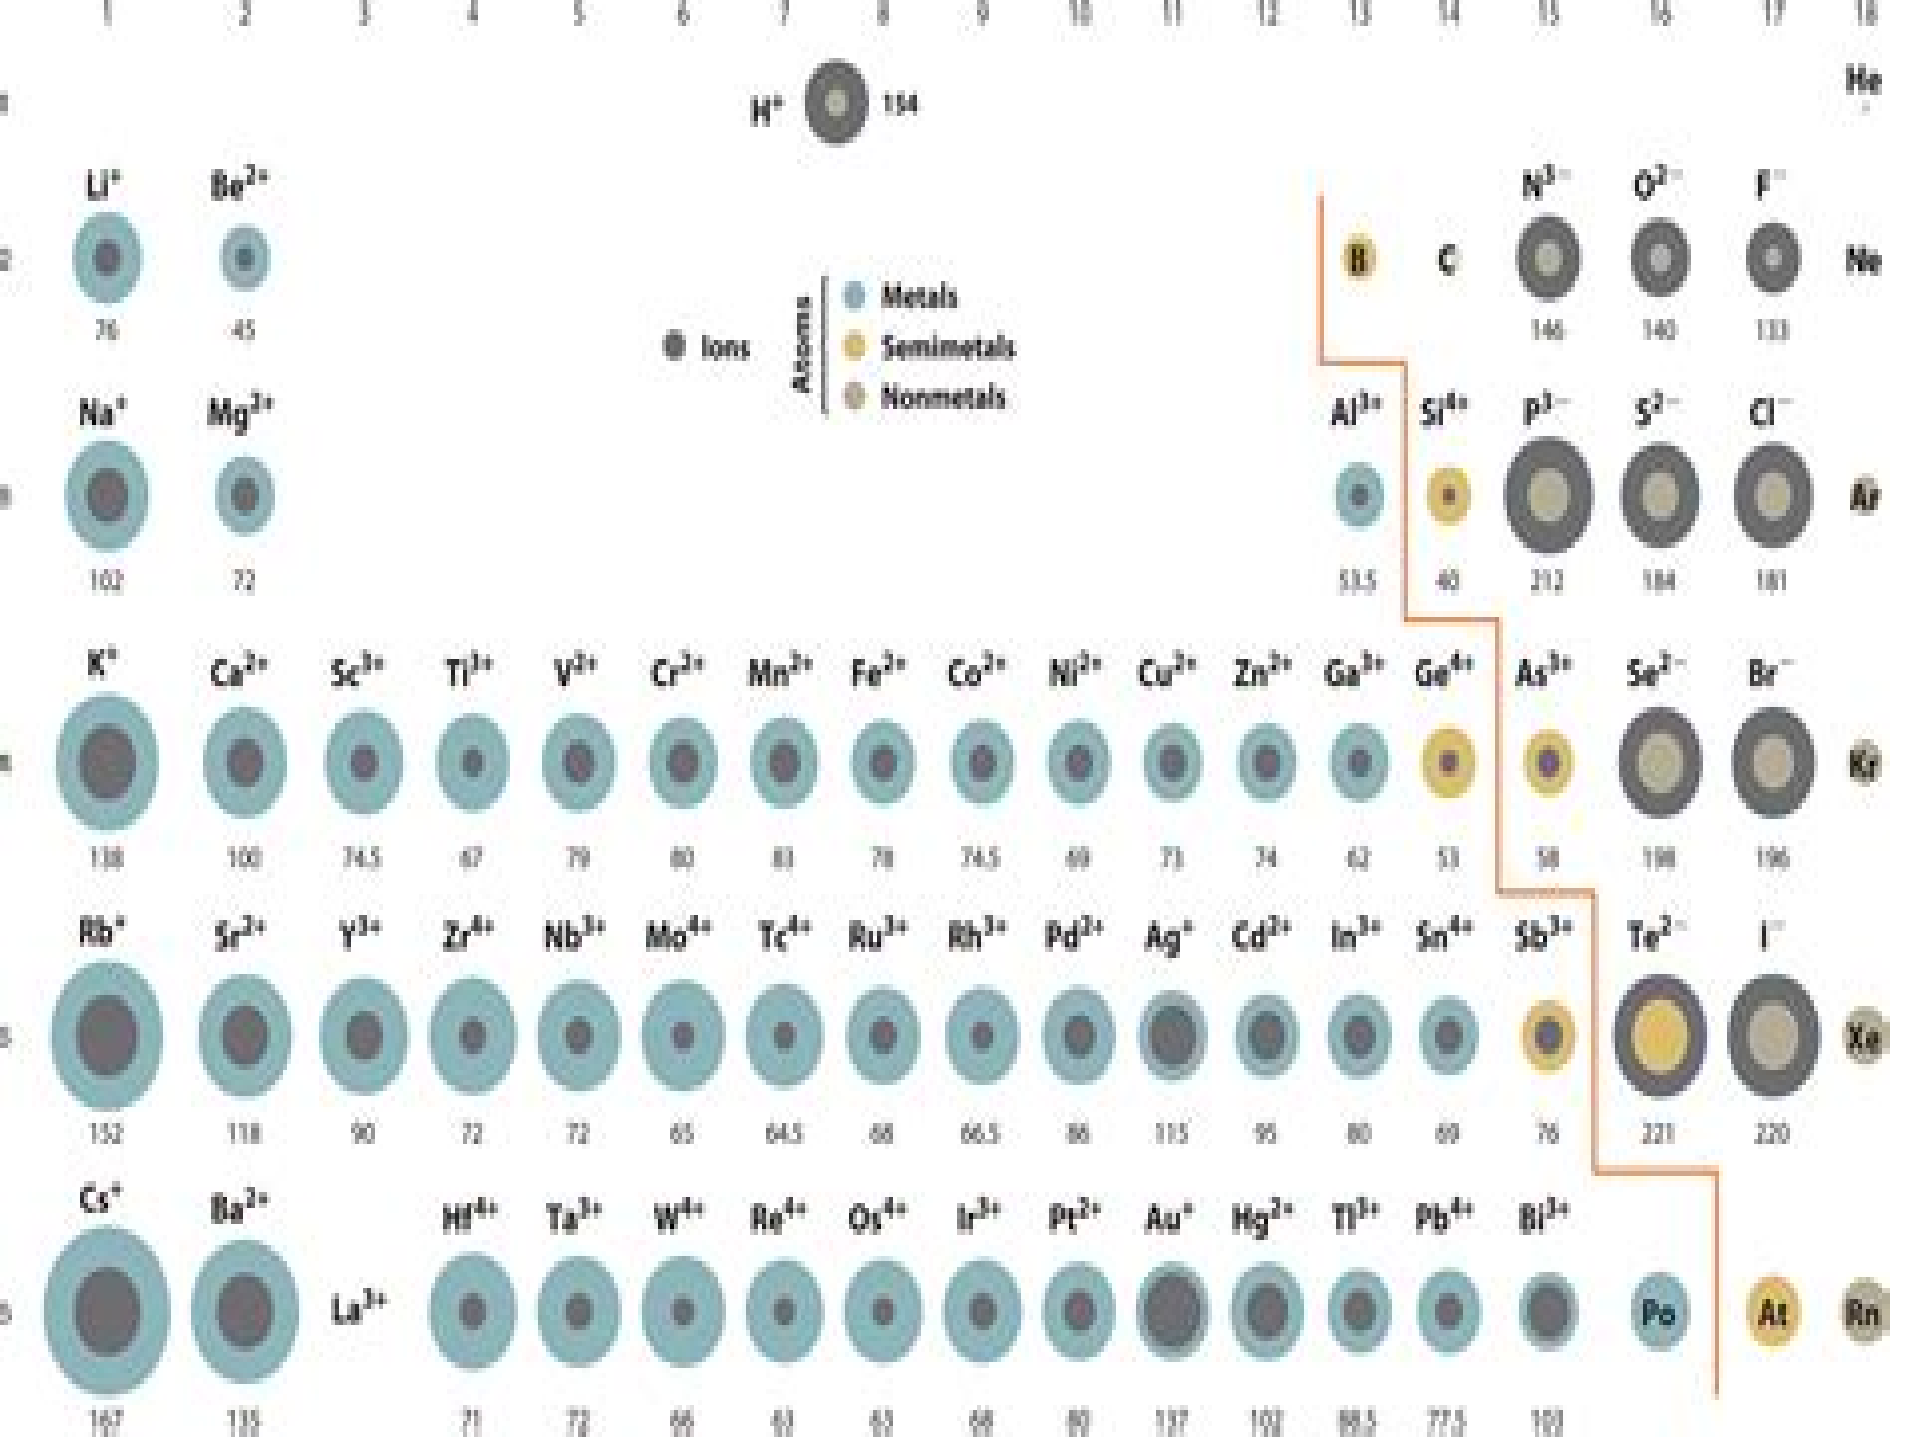 1 2 3 4 5 6 7 8 9 10 11 12 13 14 15 16 17 18
He
H⁺ 154
Li⁺ Be²⁺ N³⁻ O²⁻ F⁻
B C Ne
76 45 146 140 133
Metals
Ions Semimetals
Nonmetals
Na⁺ Mg²⁺ Al³⁺ Si⁴⁺ P³⁻ S²⁻ Cl⁻
Ar
102 72 53.5 40 212 184 181
K⁺ Ca²⁺ Sc³⁺ Ti³⁺ V²⁺ Cr²⁺ Mn²⁺ Fe²⁺ Co²⁺ Ni²⁺ Cu²⁺ Zn²⁺ Ga³⁺ Ge⁴⁺ As³⁺ Se²⁻ Br⁻
Kr
138 100 74.5 67 79 80 83 78 74.5 69 73 74 62 53 58 198 196
Rb⁺ Sr²⁺ Y³⁺ Zr⁴⁺ Nb³⁺ Mo⁴⁺ Tc⁴⁺ Ru³⁺ Rh³⁺ Pd²⁺ Ag⁺ Cd²⁺ In³⁺ Sn⁴⁺ Sb³⁺ Te²⁻ I⁻
Xe
152 118 90 72 72 65 64.5 68 66.5 86 115 95 80 69 76 221 220
Cs⁺ Ba²⁺ Hf⁴⁺ Ta³⁺ W⁴⁺ Re⁴⁺ Os⁴⁺ Ir³⁺ Pt²⁺ Au⁺ Hg²⁺ Tl³⁺ Pb⁴⁺ Bi³⁺
La³⁺ Po At Rn
167 135 71 72 66 63 63 68 80 137 102 88.5 77.5 103